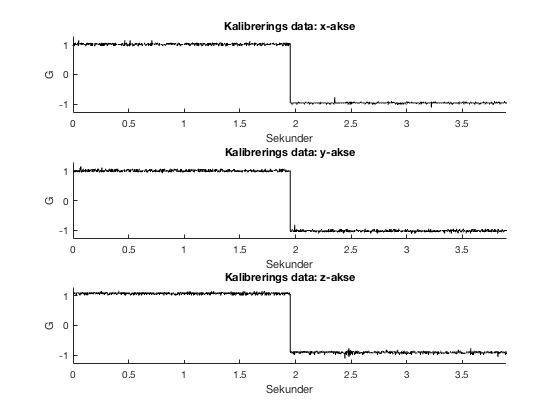 Kalibrerings data: x-akse
1
0
-1
G
0 0.5 1 1.5 2 2.5 3 3.5
Sekunder
Kalibrerings data: y-akse
1
0
-1
G
0 0.5 1 1.5 2 2.5 3 3.5
Sekunder
Kalibrerings data: z-akse
1
0
-1
G
0 0.5 1 1.5 2 2.5 3 3.5
Sekunder